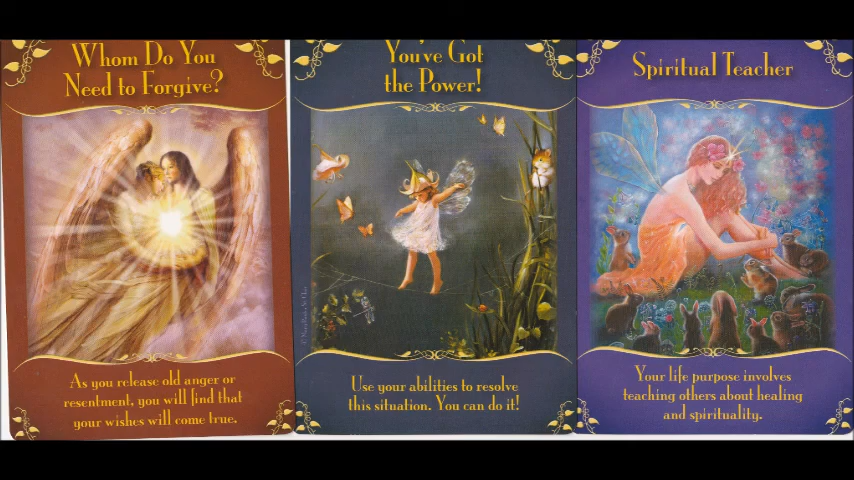 Whom Do You
Need to Forgive?
As you release old anger or
resentment, you will find that
your wishes will come true.
You've Got
the Power!
Use your abilities to resolve
this situation. You can do it!
Spiritual Teacher
Your life purpose involves
teaching others about healing
and spirituality.